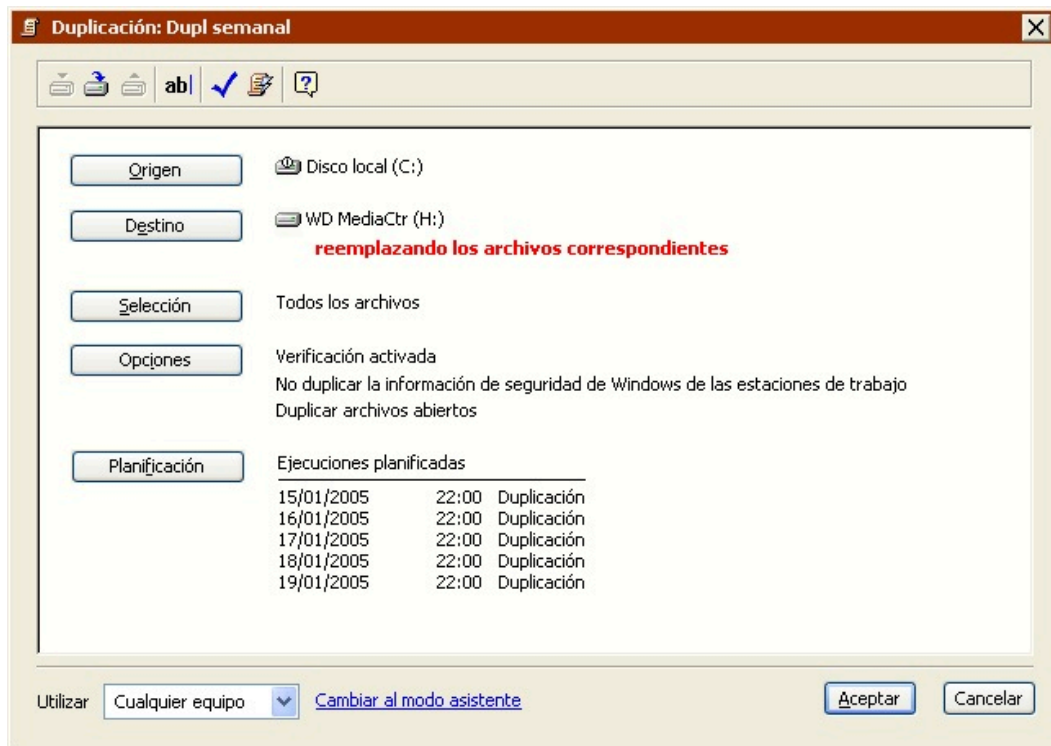 Duplicación: Dupl semanal
ab|
Origen
Disco local (C:)
Destino
WD MediaCtr (H:)
reemplazando los archivos correspondientes
Selección
Todos los archivos
Opciones
Verificación activada
No duplicar la información de seguridad de Windows de las estaciones de trabajo
Duplicar archivos abiertos
Planificación
Ejecuciones planificadas
15/01/2005 22:00 Duplicación
16/01/2005 22:00 Duplicación
17/01/2005 22:00 Duplicación
18/01/2005 22:00 Duplicación
19/01/2005 22:00 Duplicación
Utilizar Cualquier equipo Cambiar al modo asistente Aceptar Cancelar